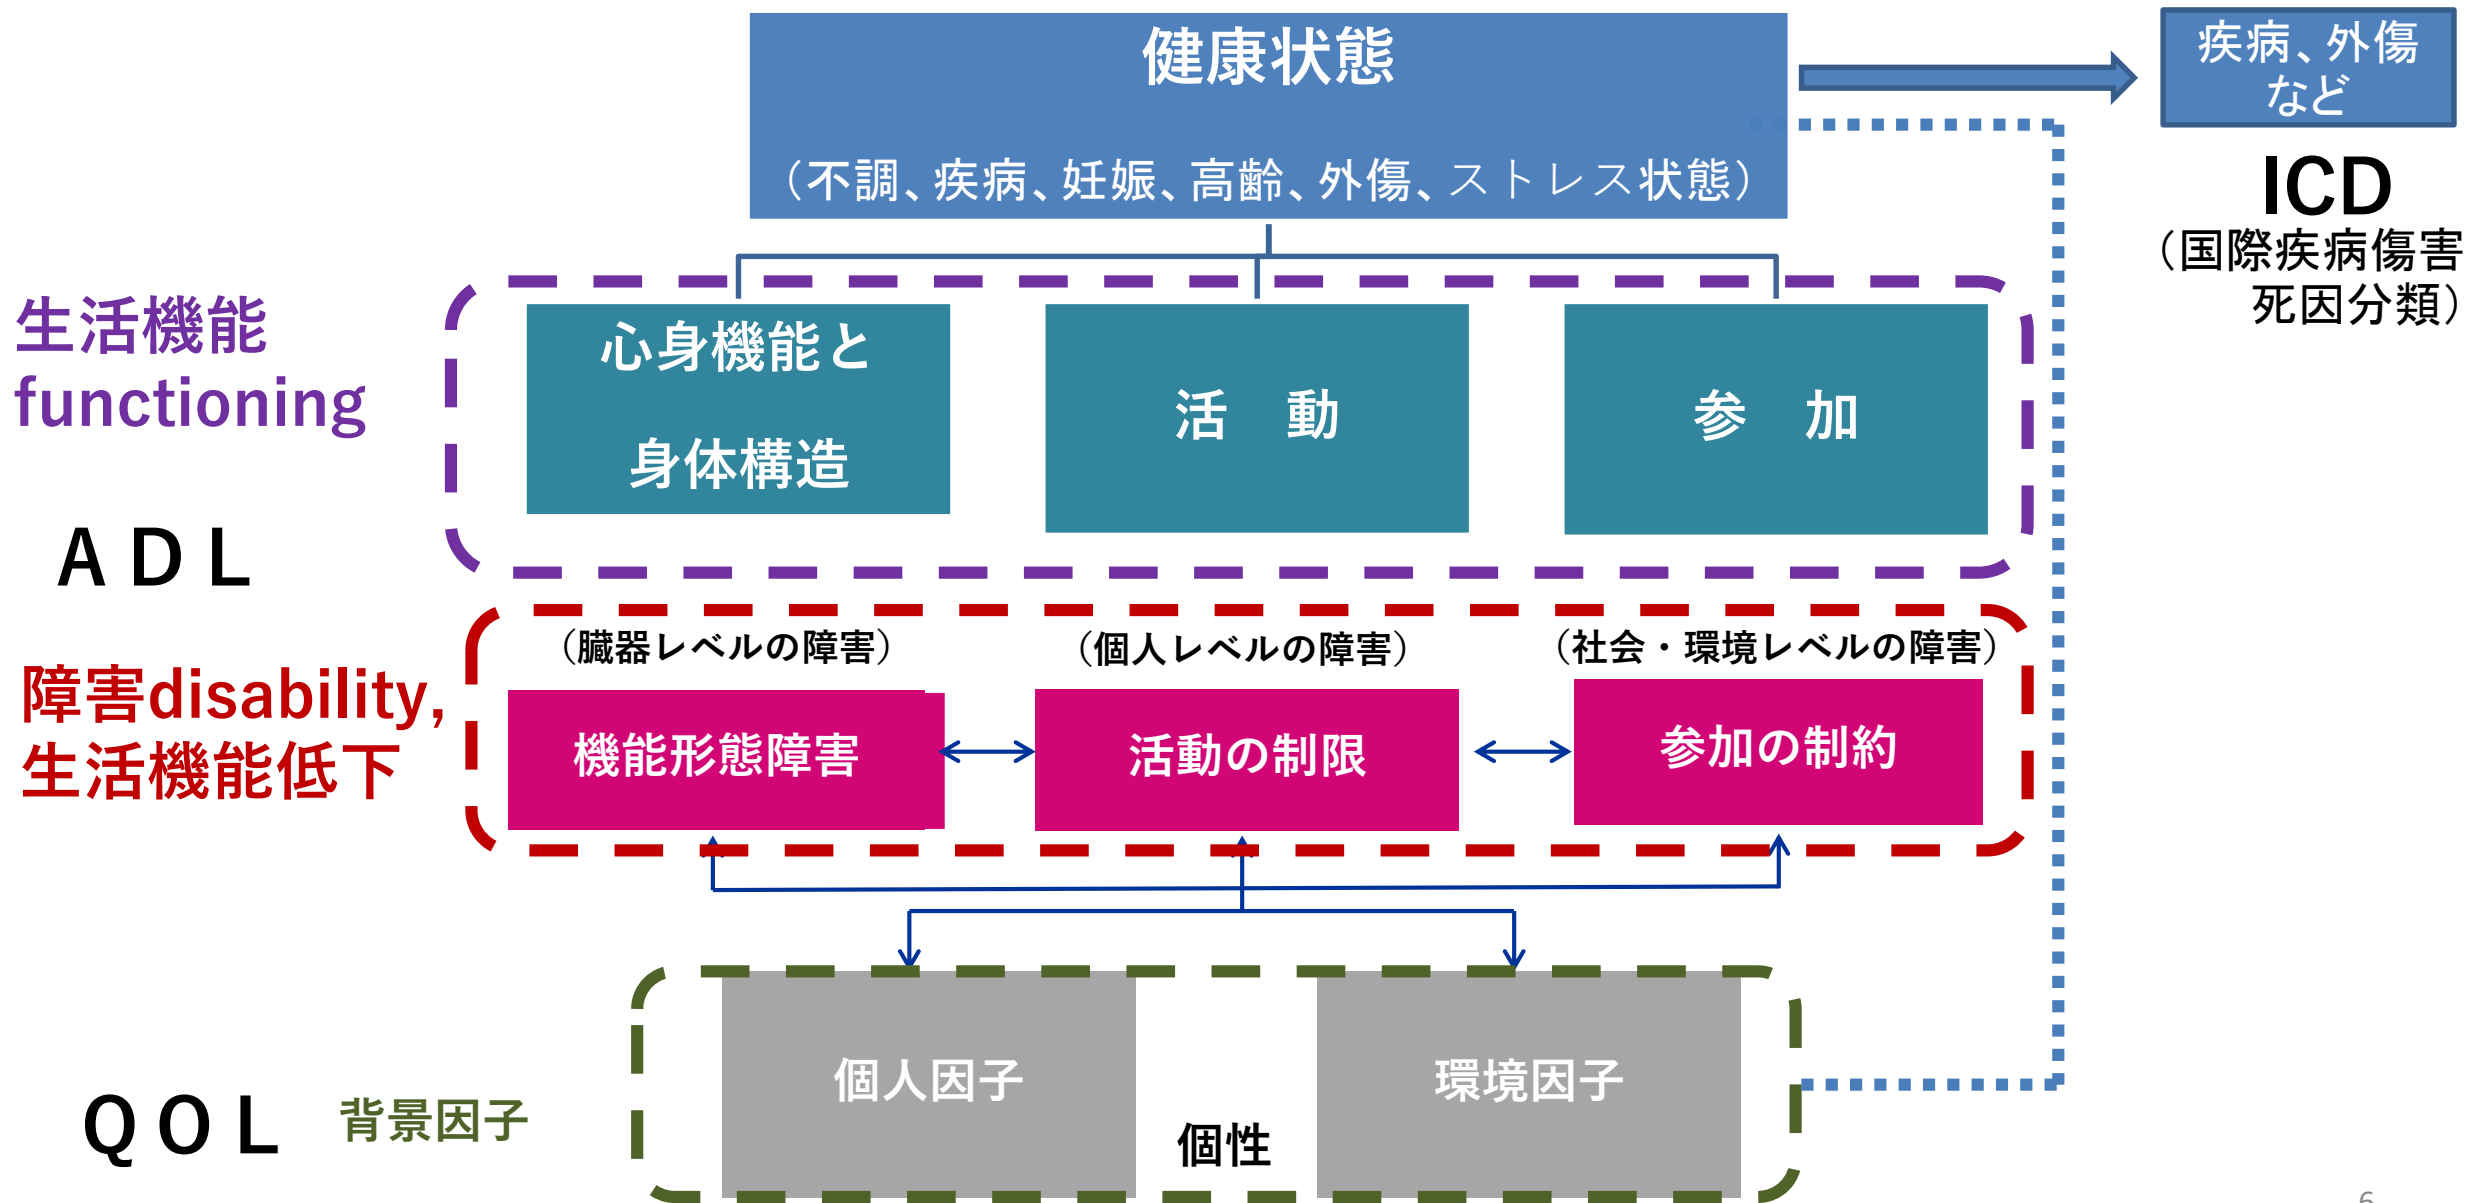 健康状態
（不調、疾病、妊娠、高齢、外傷、ストレス状態）
疾病、外傷
など
ICD
（国際疾病傷害
死因分類）
生活機能
functioning
心身機能と
身体構造
活　動
参　加
ＡＤＬ
障害disability,
生活機能低下
（臓器レベルの障害）
（個人レベルの障害）
（社会・環境レベルの障害）
機能形態障害
活動の制限
参加の制約
ＱＯＬ
背景因子
個人因子
環境因子
個性
6